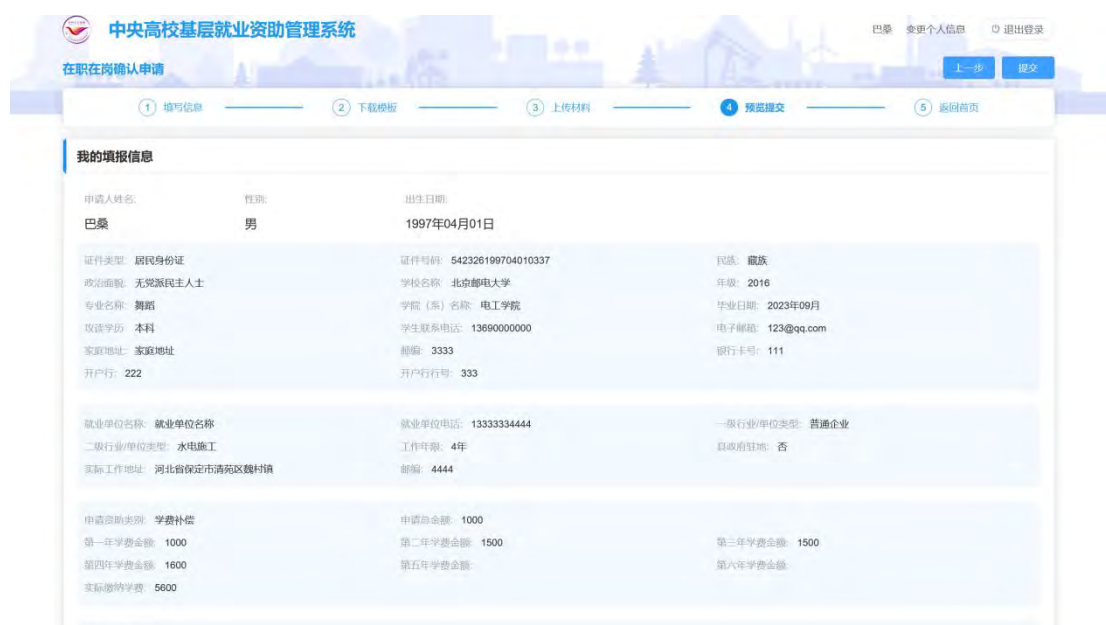 中央高校基层就业资助管理系统
巴桑 变更个人信息 退出登录
在职在岗确认申请
上一步 提交
1 填写信息 2 下载模板 3 上传材料 4 预览提交 5 返回首页
我的填报信息
申请人姓名: 性别: 出生日期:
巴桑 男 1997年04月01日
证件类型: 居民身份证 证件号码: 542326199704010337 民族: 藏族
政治面貌: 无党派民主人士 学校名称: 北京邮电大学 年级: 2016
专业名称: 舞蹈 学院（系）名称: 电工学院 毕业日期: 2023年09月
攻读学历: 本科 学生联系电话: 13690000000 电子邮箱: 123@qq.com
家庭地址: 家庭地址 邮编: 3333 银行卡号: 111
开户行: 222 开户行行号: 333
就业单位名称: 就业单位名称 就业单位电话: 13333334444 一级行业/单位类型: 普通企业
二级行业/单位类型: 水电施工 工作年限: 4年 县政府驻地: 否
实际工作地址: 河北省保定市清苑区魏村镇 邮编: 4444
申请资助类别: 学费补偿 申请总金额: 1000
第一年学费金额: 1000 第二年学费金额: 1500 第三年学费金额: 1500
第四年学费金额: 1600 第五年学费金额: 第六年学费金额:
实际缴纳学费: 5600